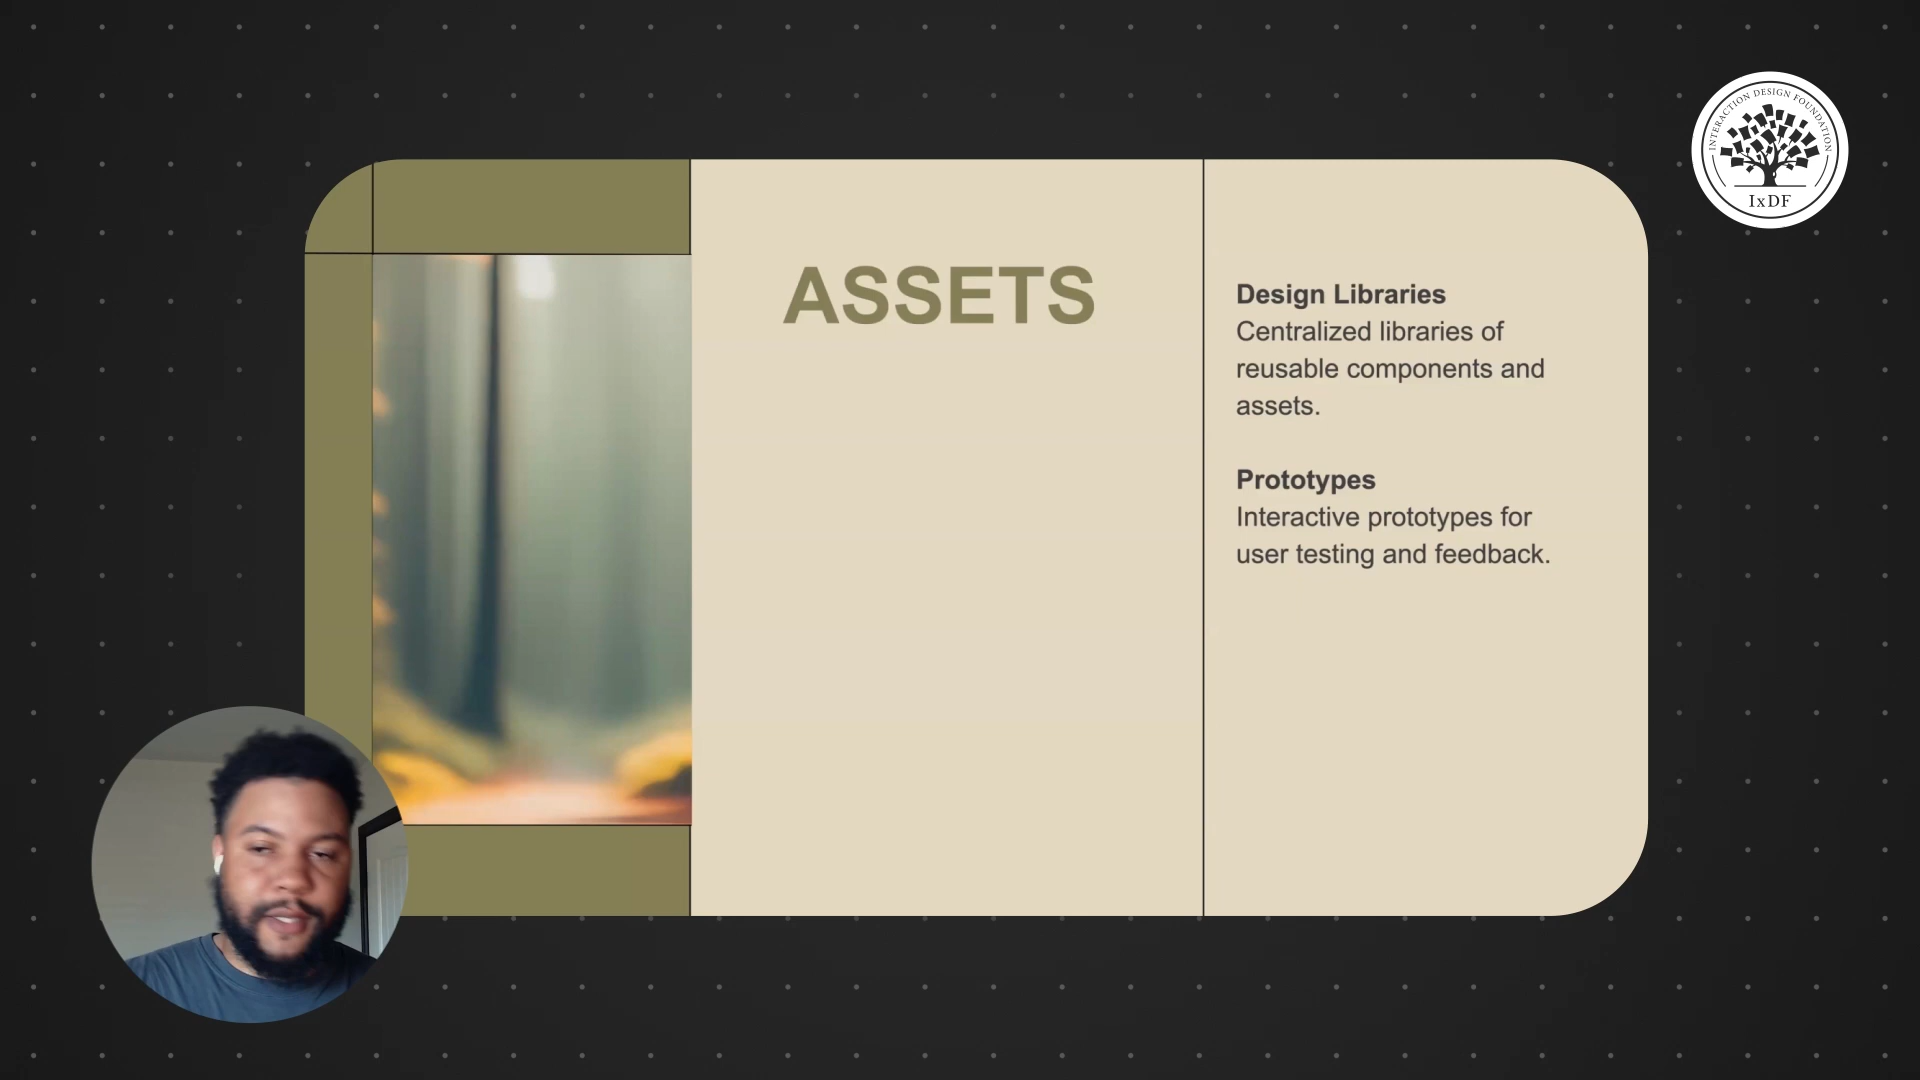 INTERACTION DESIGN FOUNDATION
IxDF
ASSETS
Design Libraries
Centralized libraries of
reusable components and
assets.
Prototypes
Interactive prototypes for
user testing and feedback.